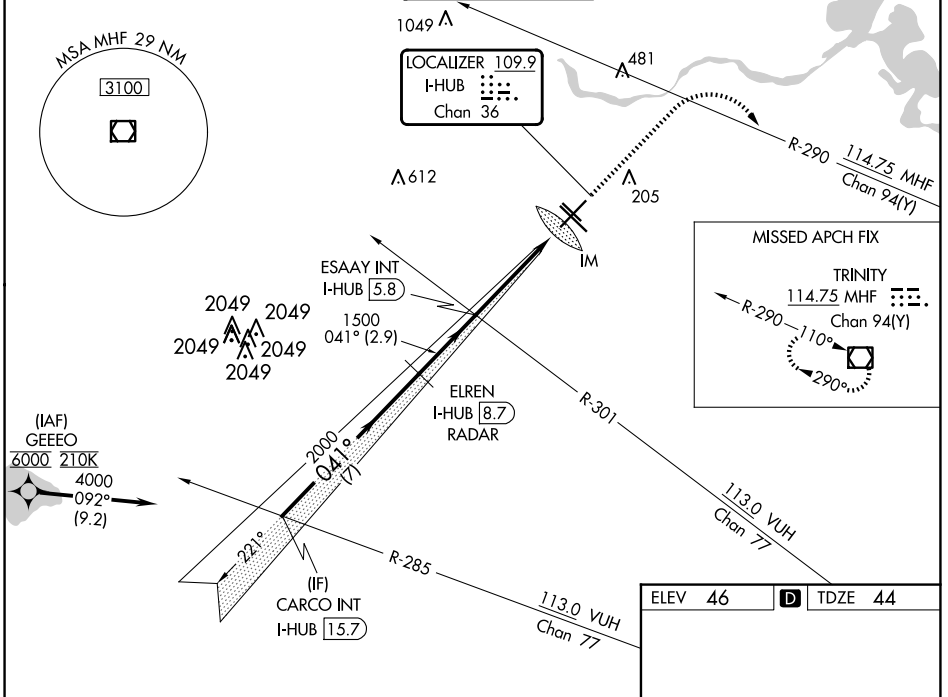 1049
MSA MHF 29 NM
3100
LOCALIZER 109.9
I-HUB
Chan 36
481
R-290
114.75 MHF
Chan 94(Y)
612
205
IM
MISSED APCH FIX
TRINITY
114.75 MHF
Chan 94(Y)
R-290
110°
290°
ESAAY INT
I-HUB 5.8
1500
041° (2.9)
2049
2049
2049
2049
2049
ELREN
I-HUB 8.7
RADAR
R-301
113.0 VUH
Chan 77
(IAF)
GEEEO
6000 210K
4000
092°
(9.2)
2000
041°
(7)
221°
(IF)
CARCO INT
I-HUB 15.7
R-285
113.0 VUH
Chan 77
ELEV 46 D TDZE 44